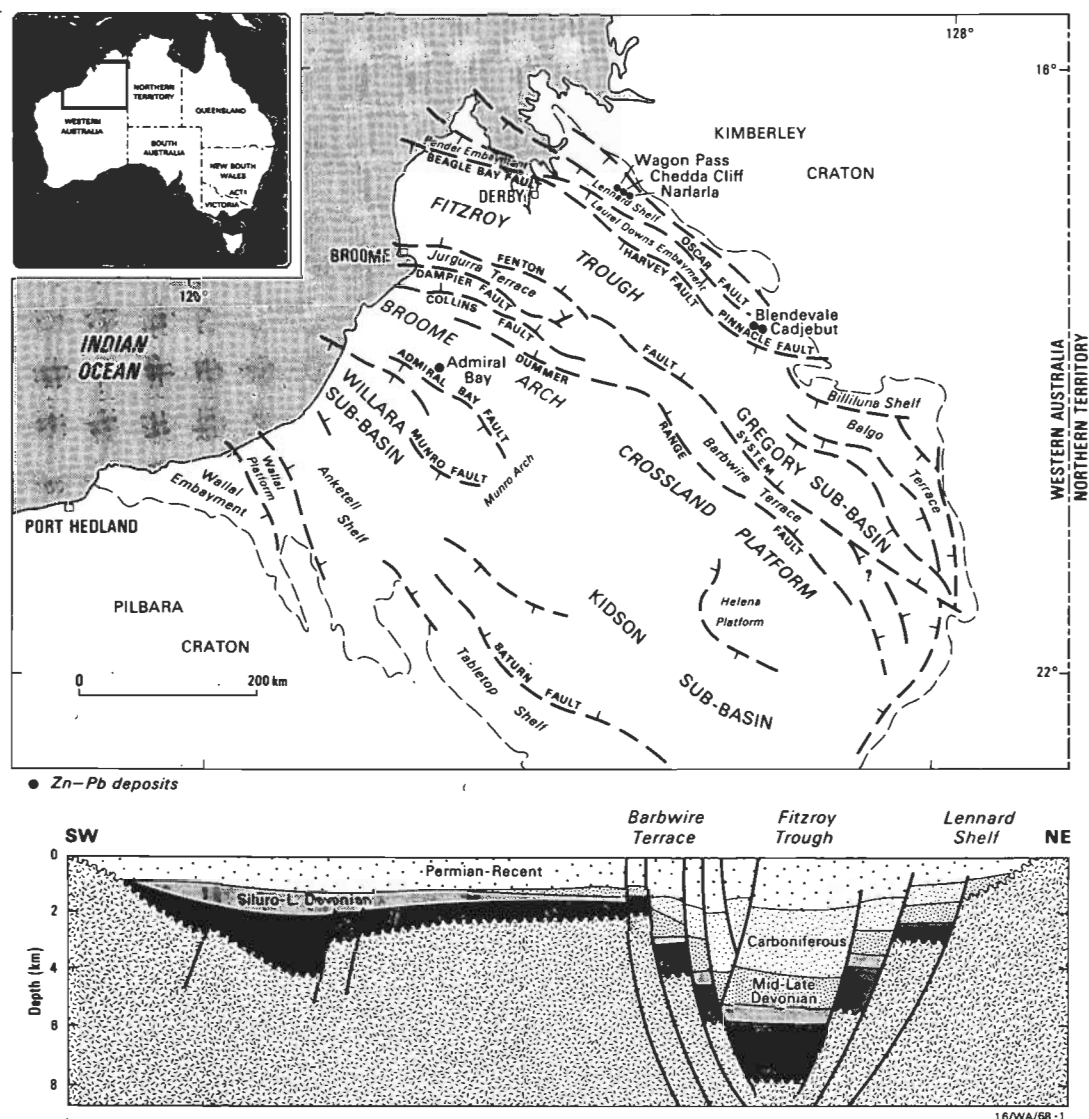 NORTHERN
TERRITORY
QUEENSLAND
WESTERN
AUSTRALIA
SOUTH
AUSTRALIA
NEW SOUTH
WALES
ACT
VICTORIA
128°
16°
KIMBERLEY
CRATON
Wagon Pass
Chedda Cliff
Narlarla
Pender Embayment
BEAGLE BAY FAULT
DERBY
Lennard Shelf
Laurel Downs Embayment
OSCAR FAULT
HARVEY FAULT
PINNACLE FAULT
Blendevale
Cadjebut
FITZROY
TROUGH
BROOME
FENTON
Jurgurra Terrace
DAMPIER FAULT
COLLINS FAULT
FAULT
SYSTEM
BROOME
ARCH
DUMMER
RANGE
FAULT
120°
INDIAN
OCEAN
Admiral
Bay
ADMIRAL BAY FAULT
WILLARA
SUB-BASIN
MUNRO FAULT
Munro Arch
Billiluna Shelf
Balgo
Terrace
GREGORY
SUB-BASIN
Barbwire Terrace
CROSSLAND
PLATFORM
?
WESTERN AUSTRALIA
NORTHERN TERRITORY
Wallal
Embayment
Wallal
Platform
Anketell
Shelf
PORT HEDLAND
PILBARA
CRATON
KIDSON
SUB-BASIN
Helena
Platform
SATURN FAULT
Tabletop
Shelf
22°
0 200 km
● Zn–Pb deposits
Barbwire
Terrace
Fitzroy
Trough
Lennard
Shelf
SW
NE
0
2
4
6
8
Depth (km)
Permian-Recent
Siluro-L. Devonian
Carboniferous
Mid-Late
Devonian
16/WA/68-1